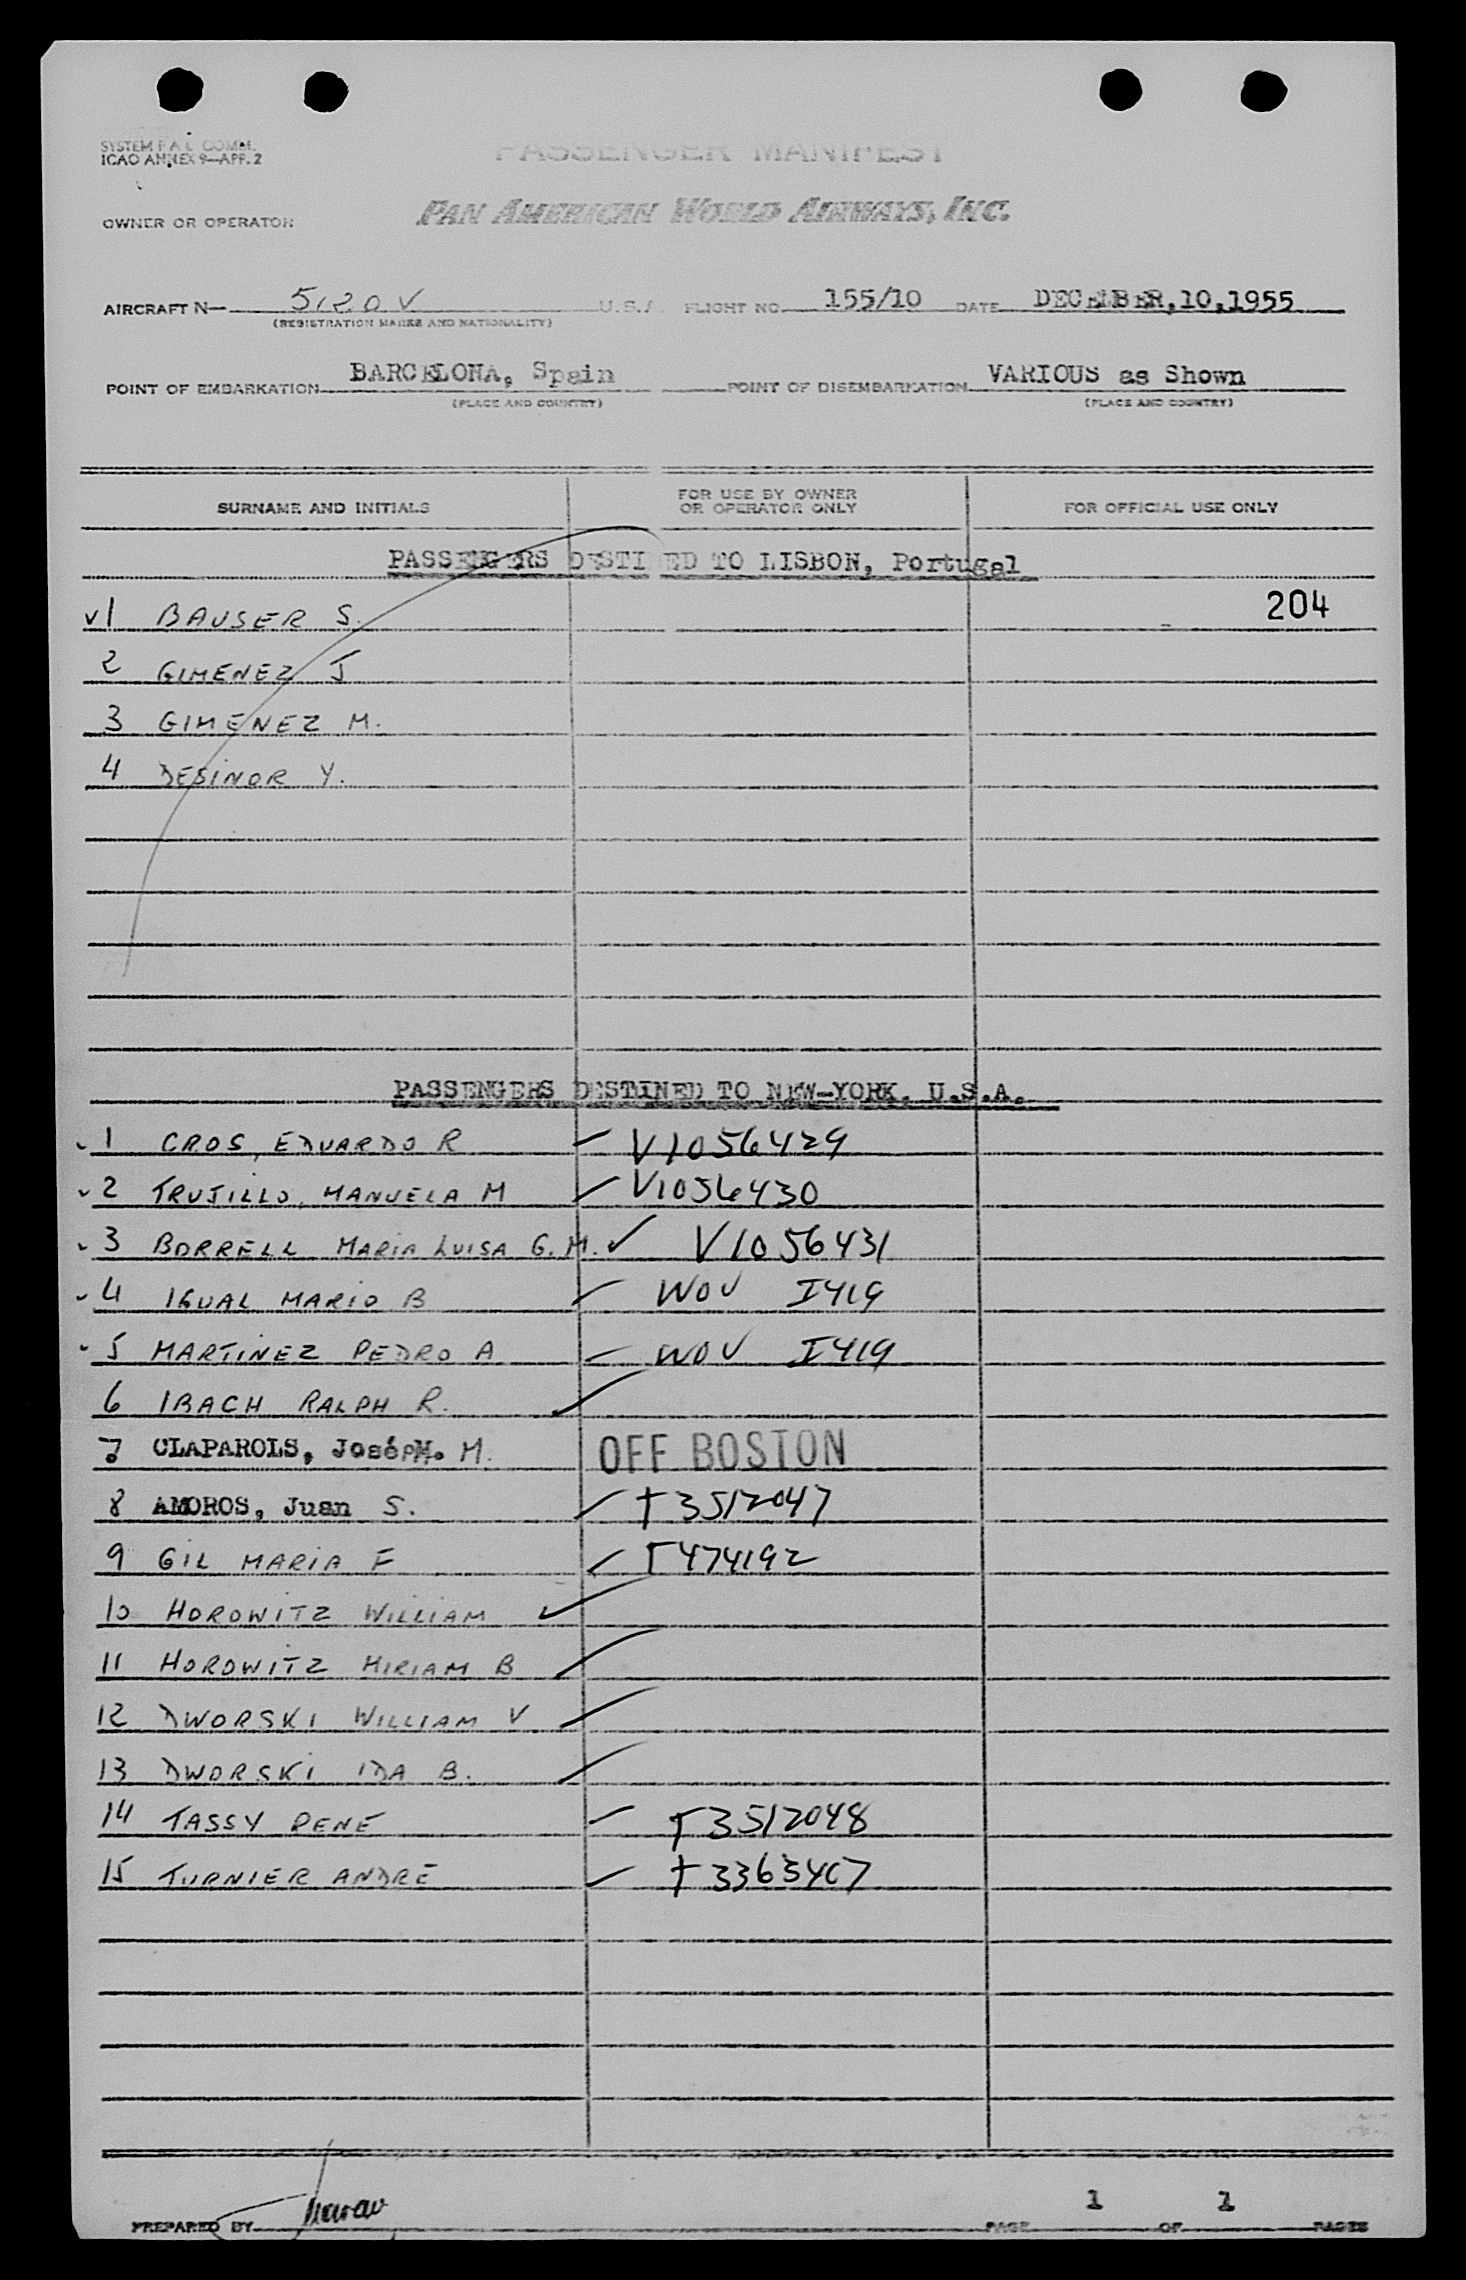 SYSTEM P.A.C. COMM.
ICAO ANNEX 9—APP. 2
PASSENGER MANIFEST
OWNER OR OPERATOR PAN AMERICAN WORLD AIRWAYS, INC.
AIRCRAFT N— 5120V U.S.A. FLIGHT NO. 155/10 DATE DECEMBER,10,1955
(REGISTRATION MARKS AND NATIONALITY)
POINT OF EMBARKATION BARCELONA, Spain POINT OF DISEMBARKATION VARIOUS as Shown
(PLACE AND COUNTRY) (PLACE AND COUNTRY)
SURNAME AND INITIALS FOR USE BY OWNER OR OPERATOR ONLY FOR OFFICIAL USE ONLY
PASSENGERS DESTINED TO LISBON, Portugal
✓1 BAUSER S. 204
2 GIMENEZ J
3 GIMENEZ M.
4 DESINOR Y.
PASSENGERS DESTINED TO NEW-YORK. U.S.A.
✓ 1 CROS, EDUARDO R ✓ V1056429
✓ 2 TRUJILLO, MANUELA M ✓ V1056430
✓ 3 BORRELL MARIA LUISA G. M. ✓ V1056431
✓ 4 IGUAL MARIO B ✓ WOV I419
✓ 5 MARTINEZ PEDRO A ✓ WOV I419
6 IBACH RALPH R. ✓
7 CLAPAROLS, José M. M. OFF BOSTON
8 AMOROS, Juan S. ✓ T3512047
9 GIL MARIA F ✓ T474192
10 HOROWITZ WILLIAM ✓
11 HOROWITZ MIRIAM B ✓
12 DWORSKI WILLIAM V ✓
13 DWORSKI IDA B. ✓
14 TASSY RENE ✓ T3512048
15 TURNIER ANDRE ✓ T3363407
PREPARED BY PAGE 1 OF 1 PAGES